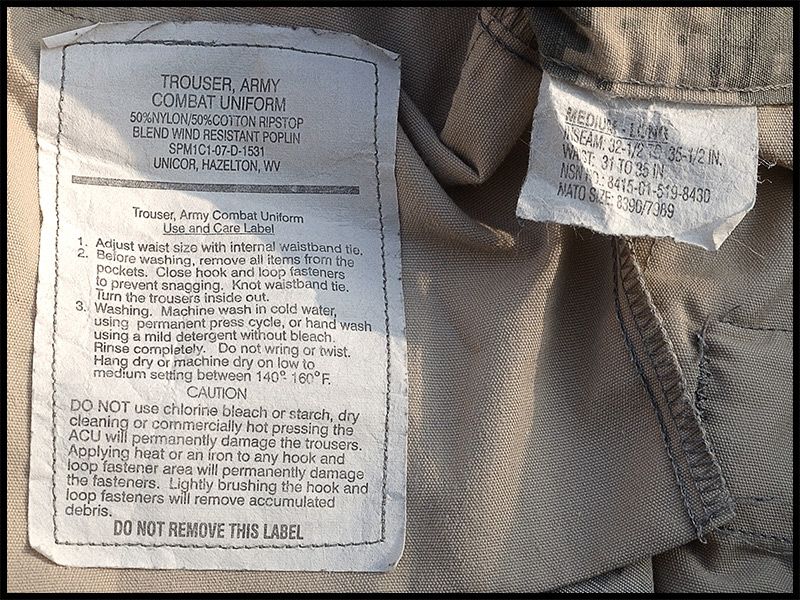 TROUSER, ARMY
COMBAT UNIFORM
50%NYLON/50%COTTON RIPSTOP
BLEND WIND RESISTANT POPLIN
SPM1C1-07-D-1531
UNICOR, HAZELTON, WV
Trouser, Army Combat Uniform
Use and Care Label
1. Adjust waist size with internal waistband tie.
2. Before washing, remove all items from the
pockets. Close hook and loop fasteners
to prevent snagging. Knot waistband tie.
Turn the trousers inside out.
3. Washing. Machine wash in cold water,
using permanent press cycle, or hand wash
using a mild detergent without bleach.
Rinse completely. Do not wring or twist.
Hang dry or machine dry on low to
medium setting between 140° 160°F.
CAUTION
DO NOT use chlorine bleach or starch, dry
cleaning or commercially hot pressing the
ACU will permanently damage the trousers.
Applying heat or an iron to any hook and
loop fastener area will permanently damage
the fasteners. Lightly brushing the hook and
loop fasteners will remove accumulated
debris.
DO NOT REMOVE THIS LABEL
MEDIUM - LONG
INSEAM: 32-1/2 TO 35-1/2 IN.
WAIST: 31 TO 35 IN
NSN NO: 8415-01-519-8430
NATO SIZE: 8390/7989